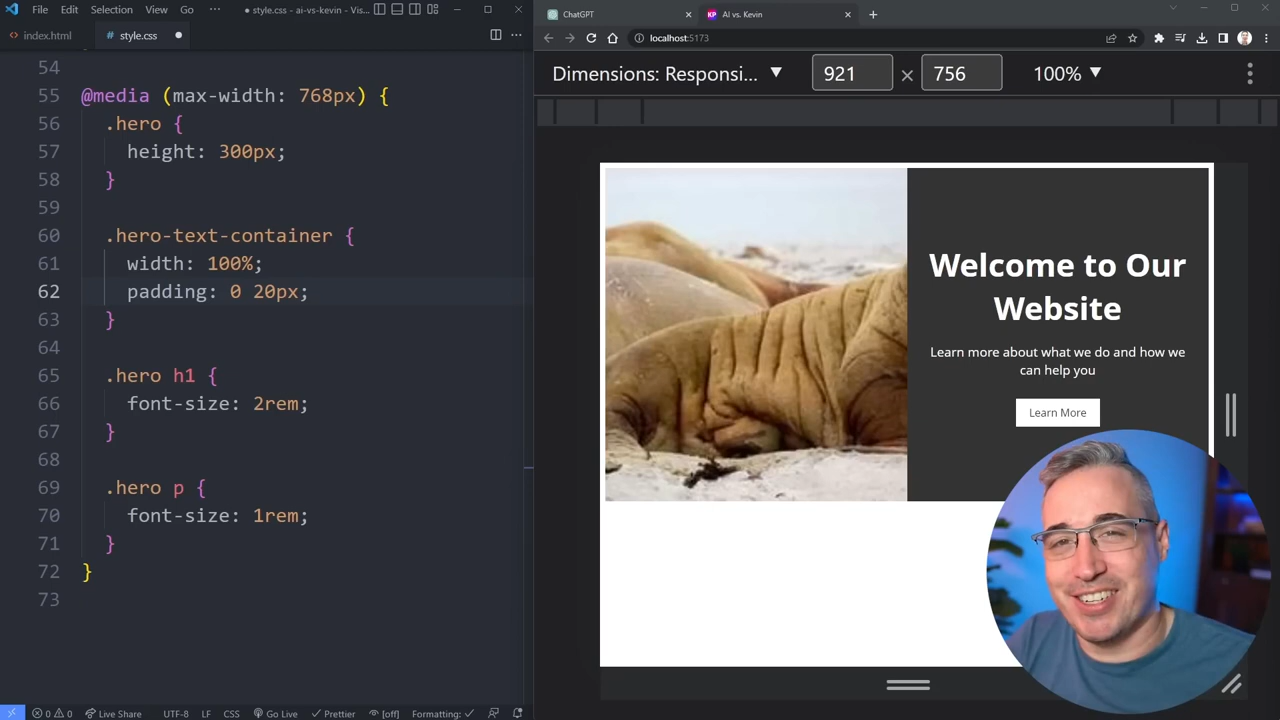 File Edit Selection View Go ··· ● style.css - ai-vs-kevin - Vis...
index.html # style.css ●
54
55 @media (max-width: 768px) {
56 .hero {
57 height: 300px;
58 }
59
60 .hero-text-container {
61 width: 100%;
62 padding: 0 20px;
63 }
64
65 .hero h1 {
66 font-size: 2rem;
67 }
68
69 .hero p {
70 font-size: 1rem;
71 }
72 }
73
0 0 Live Share UTF-8 LF CSS Go Live Prettier [off] Formatting: ✓
ChatGPT
KP AI vs. Kevin
localhost:5173
Dimensions: Responsi... ▼ 921 × 756 100% ▼
Welcome to Our
Website
Learn more about what we do and how we
can help you
Learn More